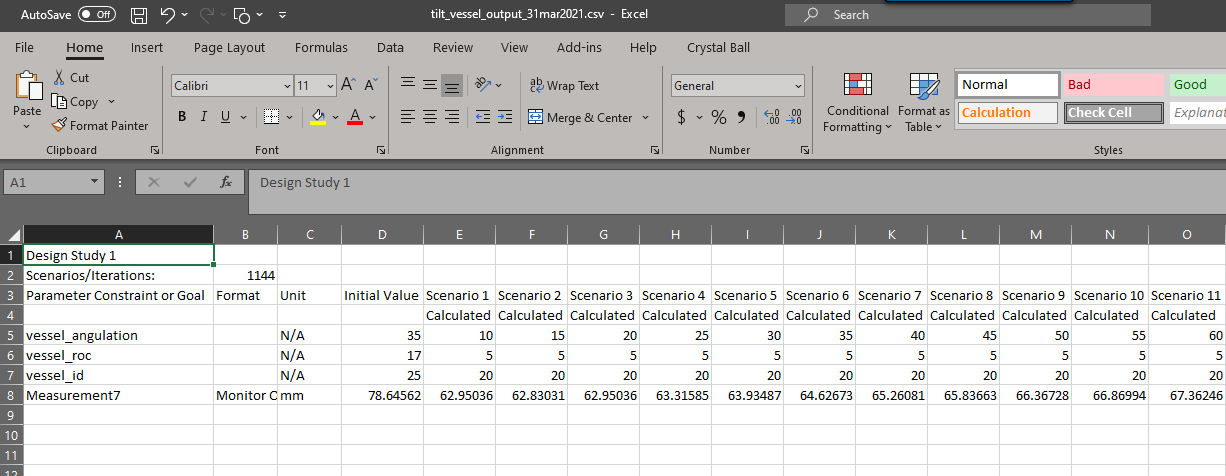 AutoSave Off tilt_vessel_output_31mar2021.csv - Excel Search
File Home Insert Page Layout Formulas Data Review View Add-ins Help Crystal Ball
Paste Cut Copy Format Painter
Calibri 11 A A
B I U A
ab Wrap Text
Merge & Center
General
$ % 9 .00 .00
Conditional Formatting Format as Table
Normal Bad Good
Calculation Check Cell Explanat
Clipboard Font Alignment Number Styles
A1 fx Design Study 1
A B C D E F G H I J K L M N O
1 Design Study 1
2 Scenarios/Iterations: 1144
3 Parameter Constraint or Goal Format Unit Initial Value Scenario 1 Scenario 2 Scenario 3 Scenario 4 Scenario 5 Scenario 6 Scenario 7 Scenario 8 Scenario 9 Scenario 10 Scenario 11
4 Calculated Calculated Calculated Calculated Calculated Calculated Calculated Calculated Calculated Calculated Calculated
5 vessel_angulation N/A 35 10 15 20 25 30 35 40 45 50 55 60
6 vessel_roc N/A 17 5 5 5 5 5 5 5 5 5 5 5
7 vessel_id N/A 25 20 20 20 20 20 20 20 20 20 20 20
8 Measurement7 Monitor O mm 78.64562 62.95036 62.83031 62.95036 63.31585 63.93487 64.62673 65.26081 65.83663 66.36728 66.86994 67.36246
9
10
11
12